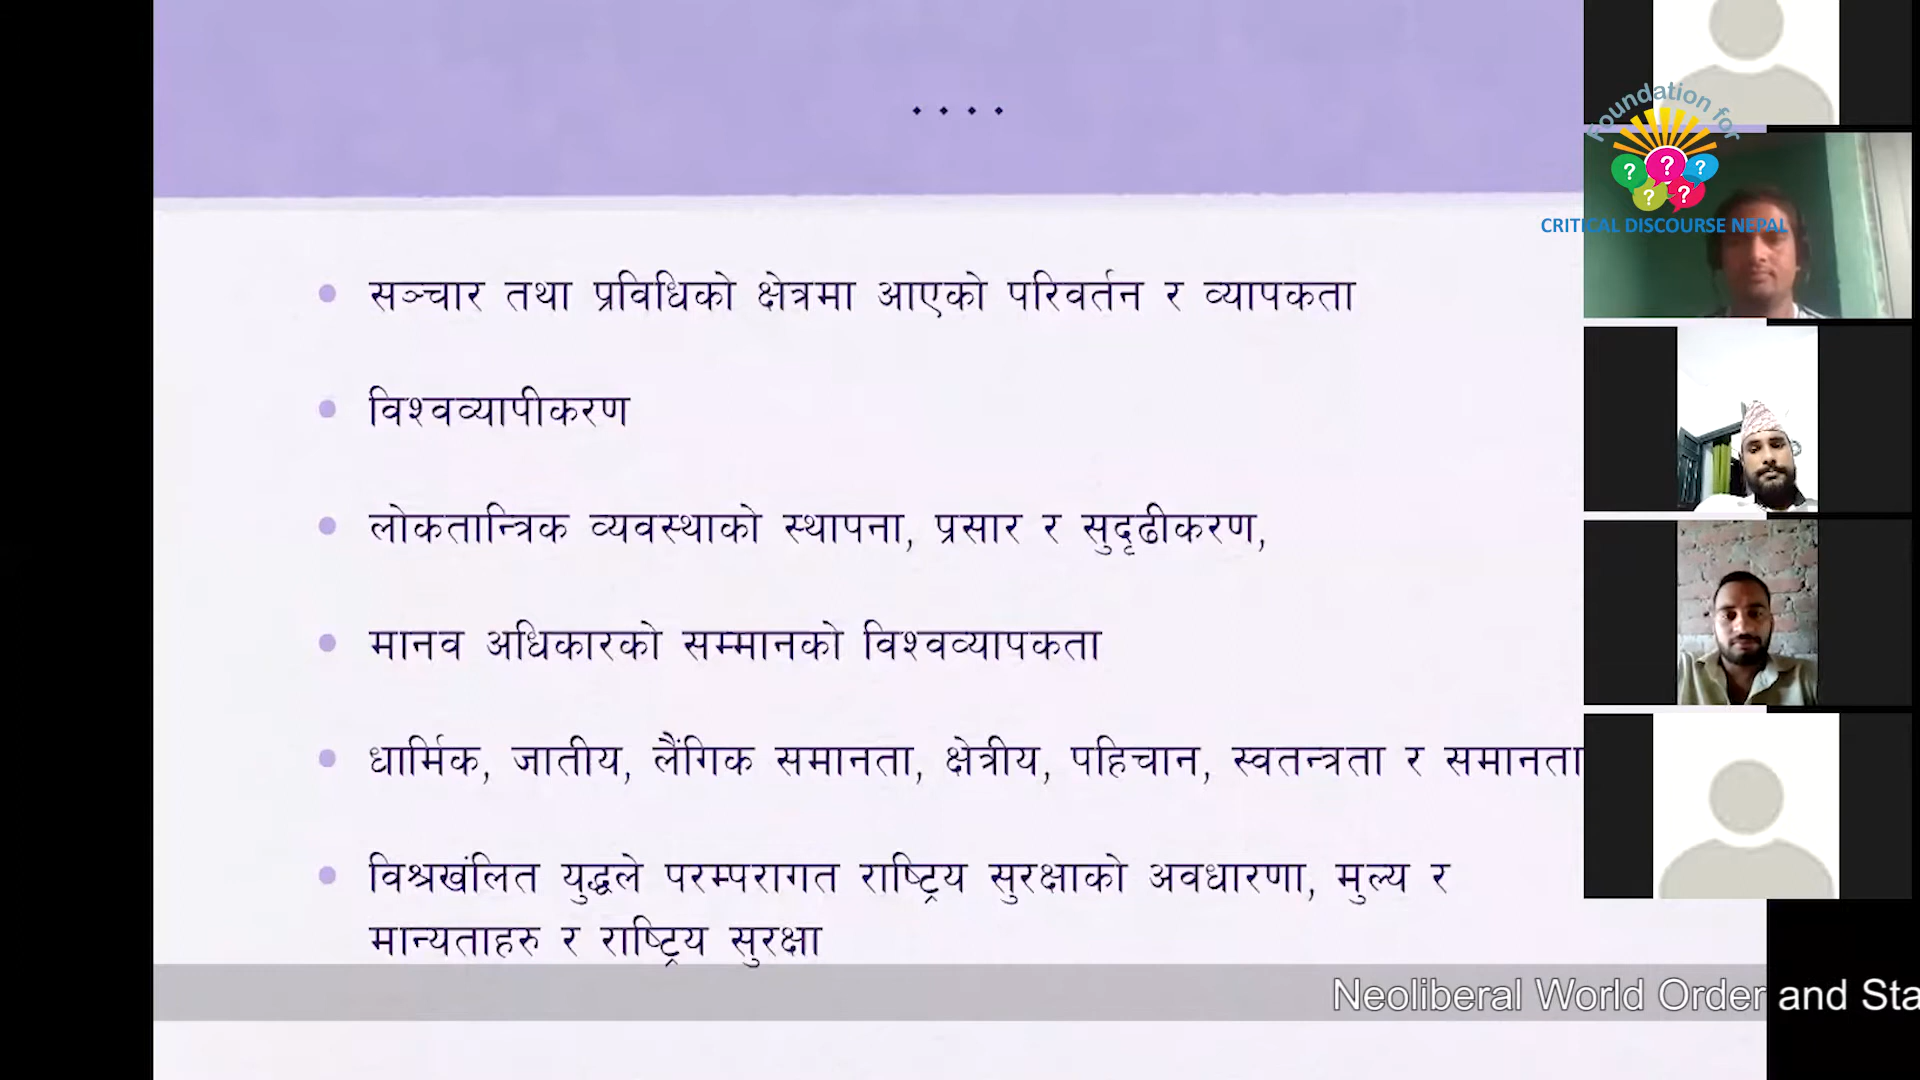 ....
• सञ्चार तथा प्रविधिको क्षेत्रमा आएको परिवर्तन र व्यापकता
• विश्वव्यापीकरण
• लोकतान्त्रिक व्यवस्थाको स्थापना, प्रसार र सुदृढीकरण,
• मानव अधिकारको सम्मानको विश्वव्यापकता
• धार्मिक, जातीय, लैंगिक समानता, क्षेत्रीय, पहिचान, स्वतन्त्रता र समानता
• विश्रखंलित युद्धले परम्परागत राष्ट्रिय सुरक्षाको अवधारणा, मुल्य र
मान्यताहरु र राष्ट्रिय सुरक्षा
Foundation for
? ? ?
? ?
CRITICAL DISCOURSE NEPAL
Neoliberal World Order and Sta